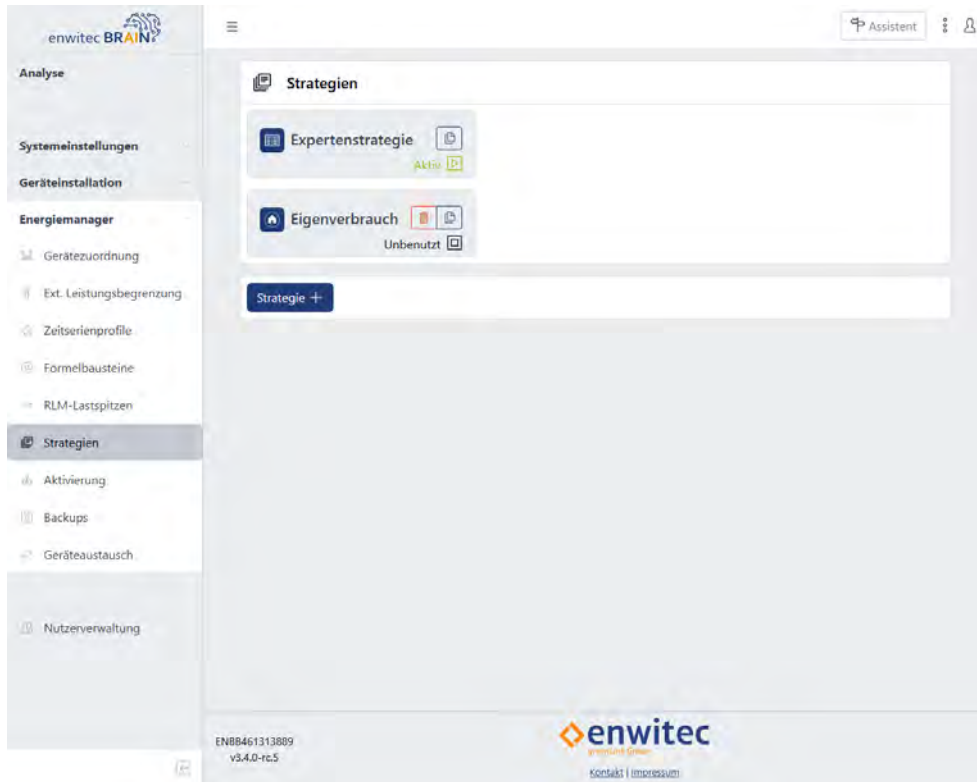 enwitec BRAIN
Assistent
Analyse
Systemeinstellungen
Geräteinstallation
Energiemanager
Gerätezuordnung
Ext. Leistungsbegrenzung
Zeitserienprofile
Formelbausteine
RLM-Lastspitzen
Strategien
Aktivierung
Backups
Geräteaustausch
Nutzerverwaltung
Strategien
Expertenstrategie
Aktiv
Eigenverbrauch
Unbenutzt
Strategie +
v3.4.0-rc.5
enwitec
Kontakt | Impressum